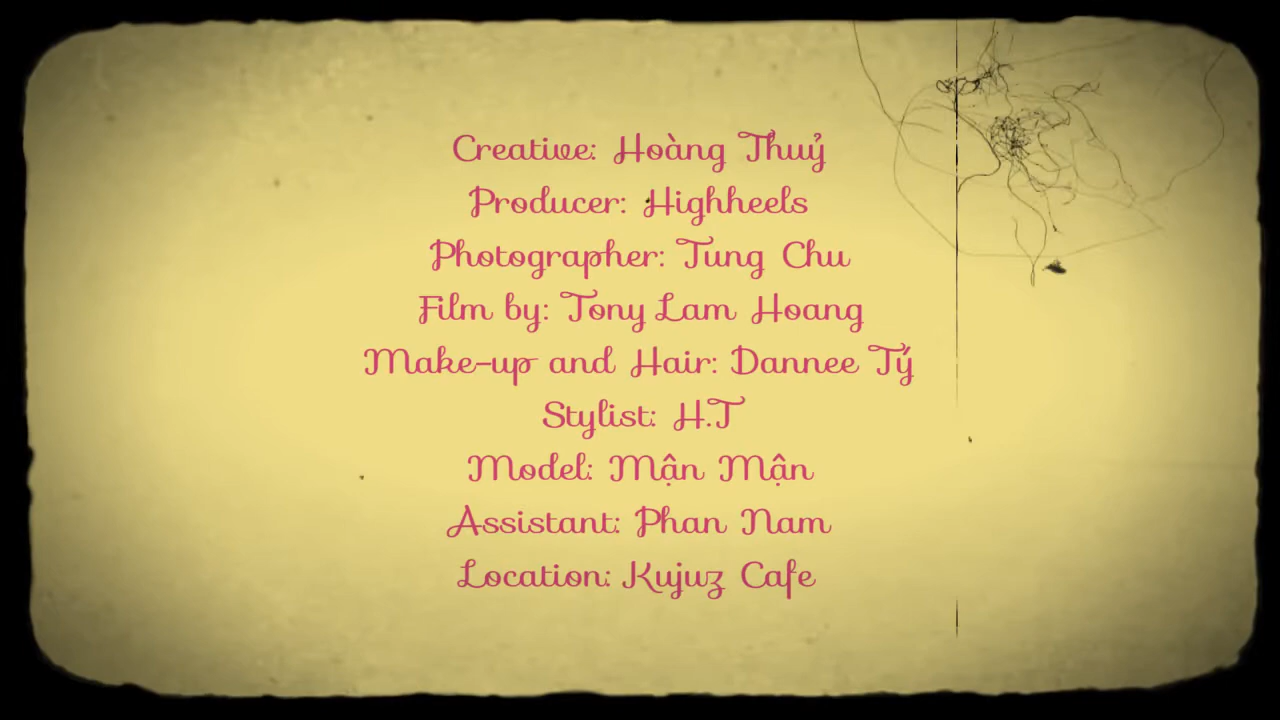 Creative: Hoàng Thuỷ
Producer: Highheels
Photographer: Tung Chu
Film by: Tony Lam Hoang
Make-up and Hair: Dannee Tý
Stylist: H.T
Model: Mận Mận
Assistant: Phan Nam
Location: Kujuz Cafe